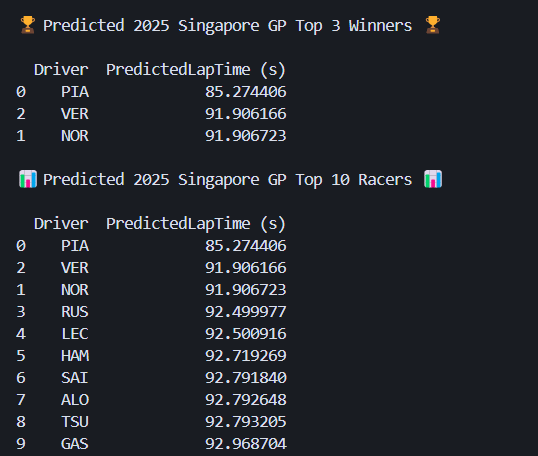 🏆 Predicted 2025 Singapore GP Top 3 Winners 🏆
Driver PredictedLapTime (s)
0 PIA 85.274406
2 VER 91.906166
1 NOR 91.906723
📊 Predicted 2025 Singapore GP Top 10 Racers 📊
Driver PredictedLapTime (s)
0 PIA 85.274406
2 VER 91.906166
1 NOR 91.906723
3 RUS 92.499977
4 LEC 92.500916
5 HAM 92.719269
6 SAI 92.791840
7 ALO 92.792648
8 TSU 92.793205
9 GAS 92.968704